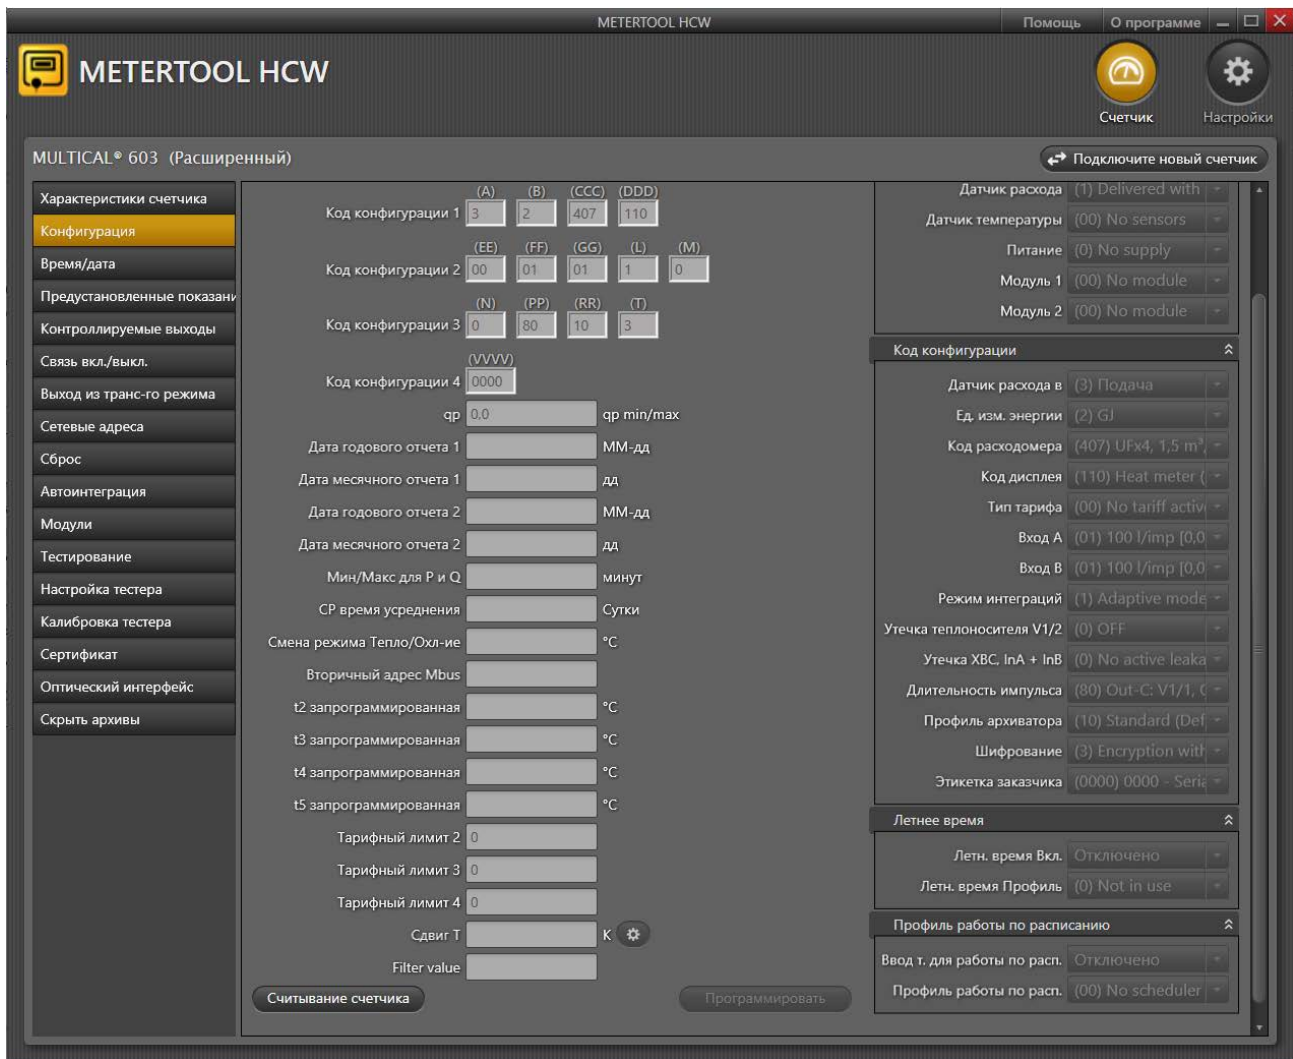 METERTOOL HCW
Помощь
О программе
METERTOOL HCW
Счетчик
Настройки
MULTICAL® 603 (Расширенный)
Подключите новый счетчик
Характеристики счетчика
Конфигурация
Время/дата
Предустановленные показани
Контроллируемые выходы
Связь вкл./выкл.
Выход из транс-го режима
Сетевые адреса
Сброс
Автоинтеграция
Модули
Тестирование
Настройка тестера
Калибровка тестера
Сертификат
Оптический интерфейс
Скрыть архивы
(A) (B) (CCC) (DDD)
Код конфигурации 1 3 2 407 110
(EE) (FF) (GG) (L) (M)
Код конфигурации 2 00 01 01 1 0
(N) (PP) (RR) (T)
Код конфигурации 3 0 80 10 3
(VVVV)
Код конфигурации 4 0000
qp 0,0 qp min/max
Дата годового отчета 1 ММ-дд
Дата месячного отчета 1 дд
Дата годового отчета 2 ММ-дд
Дата месячного отчета 2 дд
Мин/Макс для P и Q минут
СР время усреднения Сутки
Смена режима Тепло/Охл-ие °C
Вторичный адрес Mbus
t2 запрограммированная °C
t3 запрограммированная °C
t4 запрограммированная °C
t5 запрограммированная °C
Тарифный лимит 2 0
Тарифный лимит 3 0
Тарифный лимит 4 0
Сдвиг T K
Filter value
Считывание счетчика
Программировать
Датчик расхода (1) Delivered with
Датчик температуры (00) No sensors
Питание (0) No supply
Модуль 1 (00) No module
Модуль 2 (00) No module
Код конфигурации
Датчик расхода в (3) Подача
Ед. изм. энергии (2) GJ
Код расходомера (407) UFx4, 1,5 m³,
Код дисплея (110) Heat meter (
Тип тарифа (00) No tariff activ
Вход A (01) 100 l/imp [0,0
Вход B (01) 100 l/imp [0,0
Режим интеграций (1) Adaptive mode
Утечка теплоносителя V1/2 (0) OFF
Утечка ХВС, InA + InB (0) No active leaka
Длительность импульса (80) Out-C: V1/1, C
Профиль архиватора (10) Standard (Def
Шифрование (3) Encryption with
Этикетка заказчика (0000) 0000 - Seria
Летнее время
Летн. время Вкл. Отключено
Летн. время Профиль (0) Not in use
Профиль работы по расписанию
Ввод т. для работы по расп. Отключено
Профиль работы по расп. (00) No scheduler